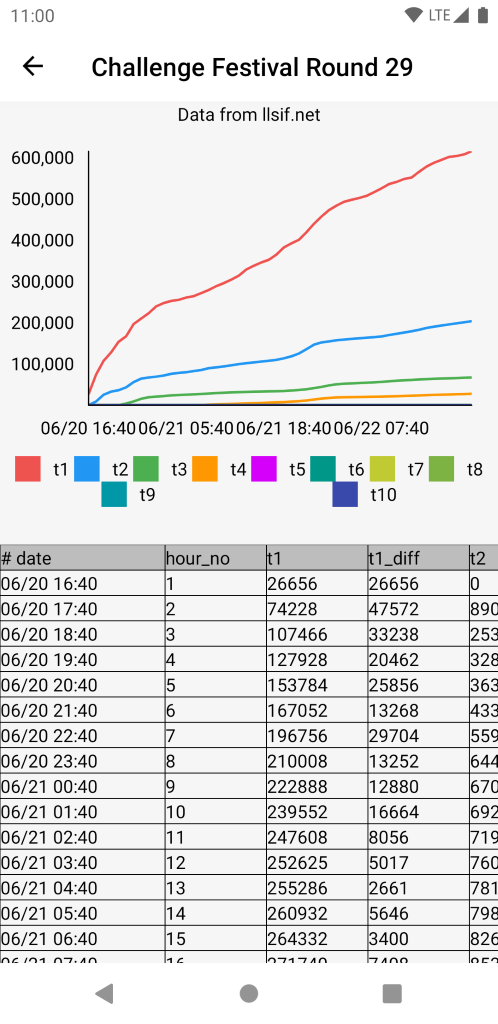 11:00 LTE
Challenge Festival Round 29
Data from llsif.net
600,000
500,000
400,000
300,000
200,000
100,000
06/20 16:40 06/21 05:40 06/21 18:40 06/22 07:40
t1 t2 t3 t4 t5 t6 t7 t8
t9 t10
# date hour_no t1 t1_diff t2
06/20 16:40 1 26656 26656 0
06/20 17:40 2 74228 47572 890
06/20 18:40 3 107466 33238 253
06/20 19:40 4 127928 20462 328
06/20 20:40 5 153784 25856 363
06/20 21:40 6 167052 13268 433
06/20 22:40 7 196756 29704 559
06/20 23:40 8 210008 13252 644
06/21 00:40 9 222888 12880 670
06/21 01:40 10 239552 16664 692
06/21 02:40 11 247608 8056 719
06/21 03:40 12 252625 5017 760
06/21 04:40 13 255286 2661 781
06/21 05:40 14 260932 5646 798
06/21 06:40 15 264332 3400 826